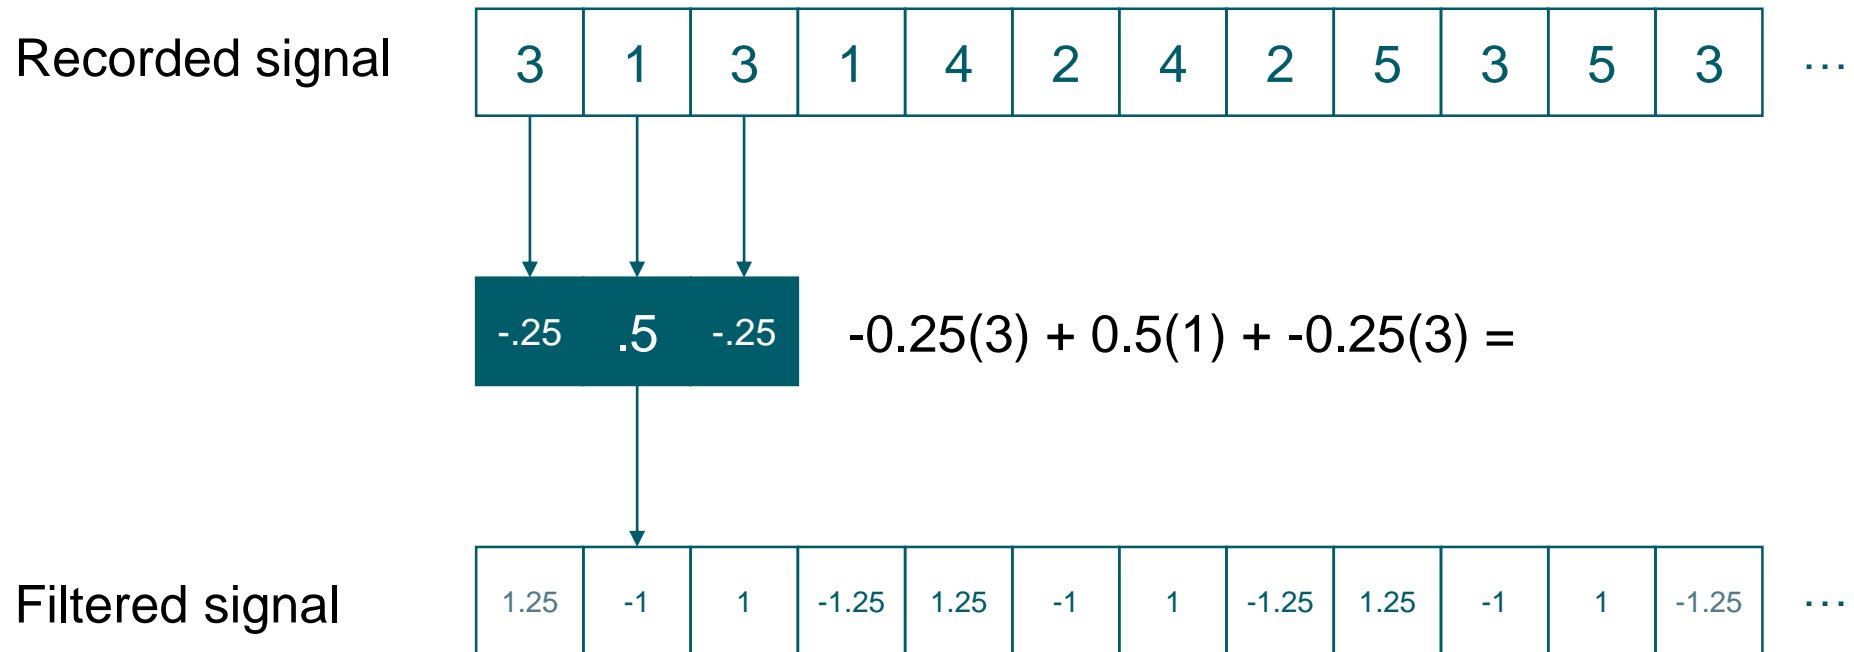 Recorded signal 3 1 3 1 4 2 4 2 5 3 5 3 ...
-.25 .5 -.25 -0.25(3) + 0.5(1) + -0.25(3) =
Filtered signal 1.25 -1 1 -1.25 1.25 -1 1 -1.25 1.25 -1 1 -1.25 ...